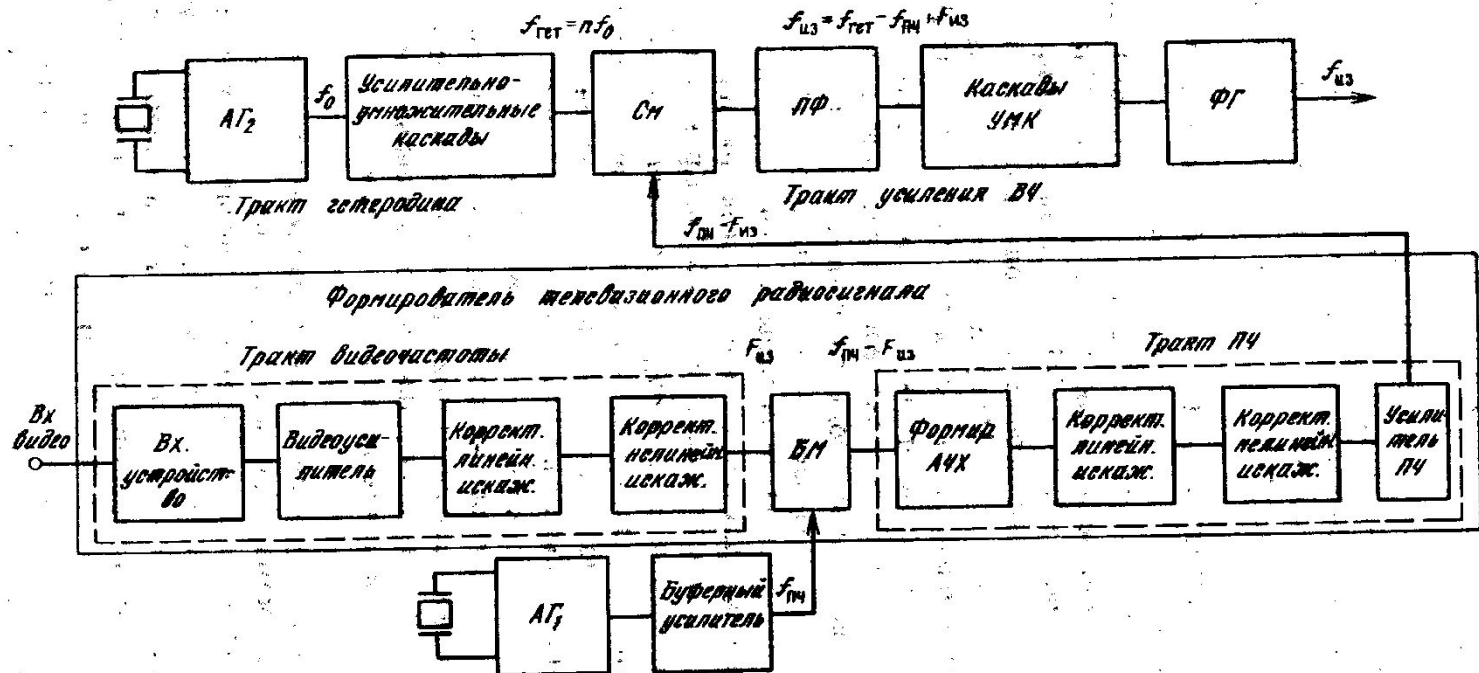 fгет = nf₀
fиз = fгет − fпч + Fиз
АГ₂
f₀
Усилительно-
умножительные
каскады
См
ПФ
Каскады
УМК
ФГ
fиз
Тракт гетеродина
Тракт усиления ВЧ
fпч − Fиз
Формирователь телевизионного радиосигнала
Тракт видеочастоты
Fиз
fпч − Fиз
Тракт ПЧ
Вх
видео
Вх.
устройст-
во
Видеоуси-
литель
Коррект.
линейн.
искаж.
Коррект.
нелинейн.
искаж.
БМ
Формир
АЧХ
Коррект.
линейн.
искаж.
Коррект.
нелинейн.
искаж.
Усили-
тель
ПЧ
АГ₁
Буферный
усилитель
fпч